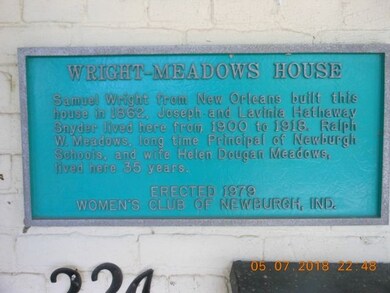 WRIGHT-MEADOWS HOUSE
Samuel Wright from New Orleans built this
house in 1882. Joseph and Lavinia Hathaway
Snyder lived here from 1900 to 1918. Ralph
W. Meadows, long time Principal of Newburgh
Schools, and wife Helen Dougan Meadows,
lived here 35 years.
ERECTED 1979
WOMEN'S CLUB OF NEWBURGH, IND.
224
05.07.2018 22:48